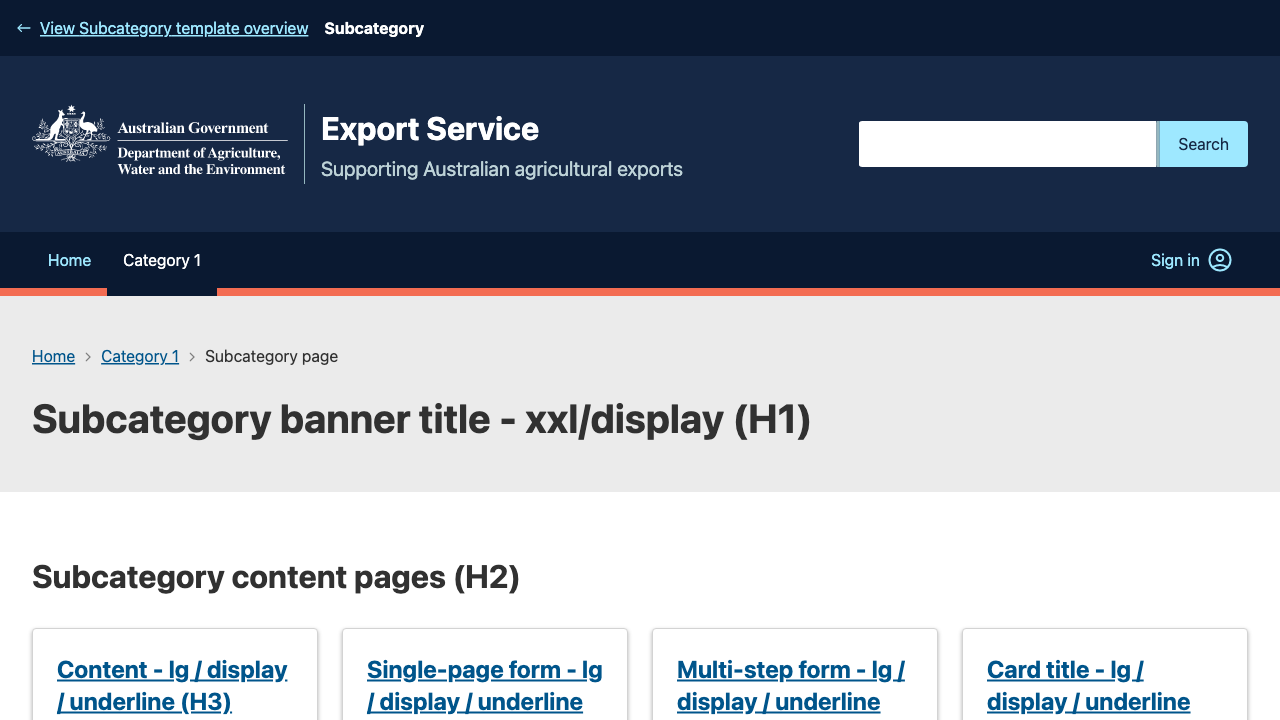 View Subcategory template overview Subcategory
Australian Government
Department of Agriculture,
Water and the Environment
Export Service
Supporting Australian agricultural exports
Search
Home Category 1 Sign in
Home Category 1 Subcategory page
Subcategory banner title - xxl/display (H1)
Subcategory content pages (H2)
Content - lg / display
/ underline (H3)
Single-page form - lg
/ display / underline
Multi-step form - lg /
display / underline
Card title - lg /
display / underline